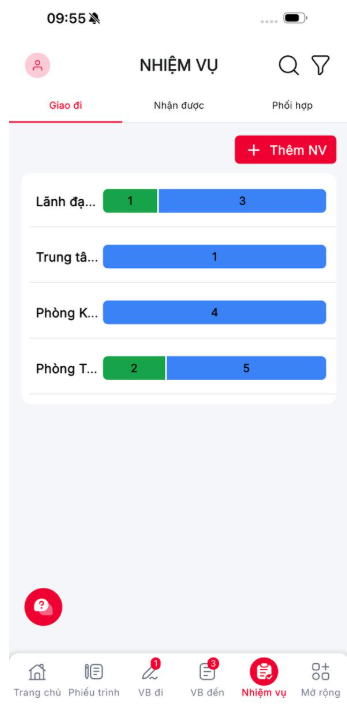 09:55
NHIỆM VỤ
Giao đi Nhận được Phối hợp
+ Thêm NV
Lãnh đạ... 1 3
Trung tâ... 1
Phòng K... 4
Phòng T... 2 5
?
1 3
Trang chủ Phiếu trình VB đi VB đến Nhiệm vụ Mở rộng